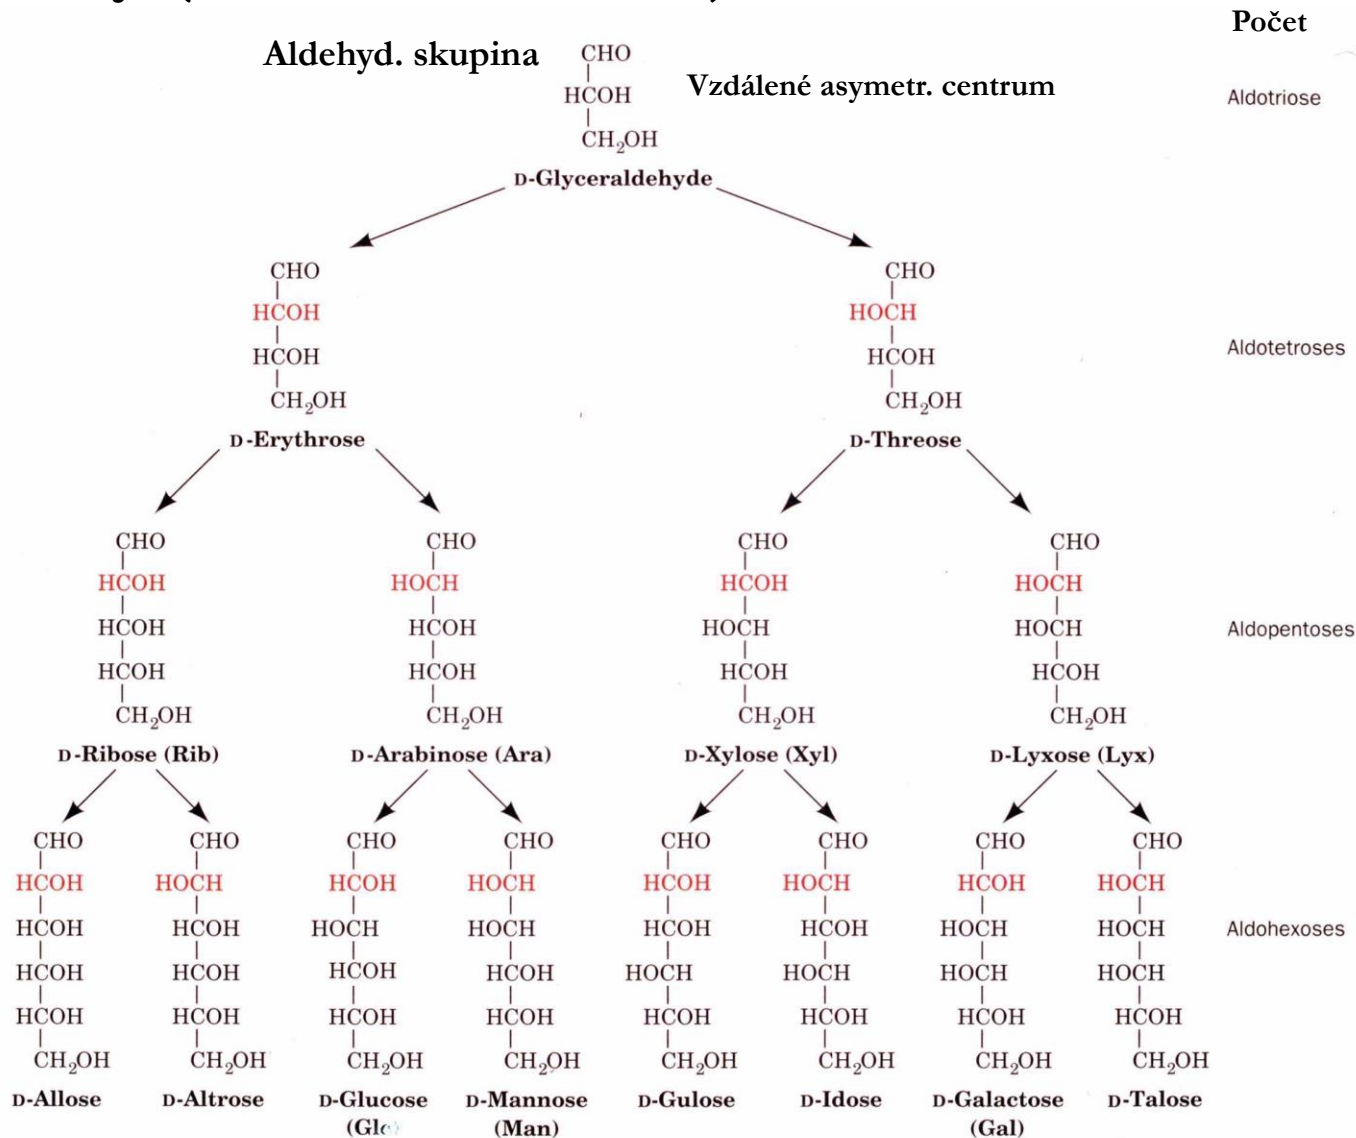 Počet
Aldehyd. skupina
CHO
HCOH
Vzdálené asymetr. centrum
Aldotriose
CH₂OH
D-Glyceraldehyde
CHO CHO
HCOH HOCH
HCOH HCOH Aldotetroses
CH₂OH CH₂OH
D-Erythrose D-Threose
CHO CHO CHO CHO
HCOH HOCH HCOH HOCH
HCOH HCOH HOCH HOCH Aldopentoses
HCOH HCOH HCOH HCOH
CH₂OH CH₂OH CH₂OH CH₂OH
D-Ribose (Rib) D-Arabinose (Ara) D-Xylose (Xyl) D-Lyxose (Lyx)
CHO CHO CHO CHO CHO CHO CHO CHO
HCOH HOCH HCOH HOCH HCOH HOCH HCOH HOCH
HCOH HCOH HOCH HOCH HCOH HCOH HOCH HOCH Aldohexoses
HCOH HCOH HCOH HCOH HOCH HOCH HOCH HOCH
HCOH HCOH HCOH HCOH HCOH HCOH HCOH HCOH
CH₂OH CH₂OH CH₂OH CH₂OH CH₂OH CH₂OH CH₂OH CH₂OH
D-Allose D-Altrose D-Glucose D-Mannose D-Gulose D-Idose D-Galactose D-Talose
(Man) (Gal)